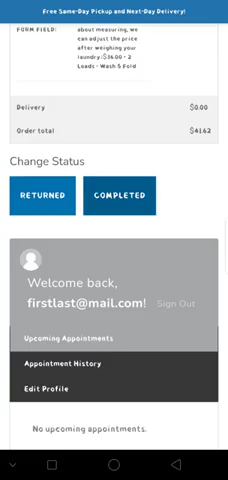 Free Same-Day Pickup and Next-Day Delivery!
FORM FIELD:
about measuring, we
can adjust the price
after weighing your
laundry:$36.00 - 2
Loads - Wash & Fold
Delivery $0.00
Order total $41.62
Change Status
RETURNED COMPLETED
Welcome back,
firstlast@mail.com! Sign Out
Upcoming Appointments
Appointment History
Edit Profile
No upcoming appointments.